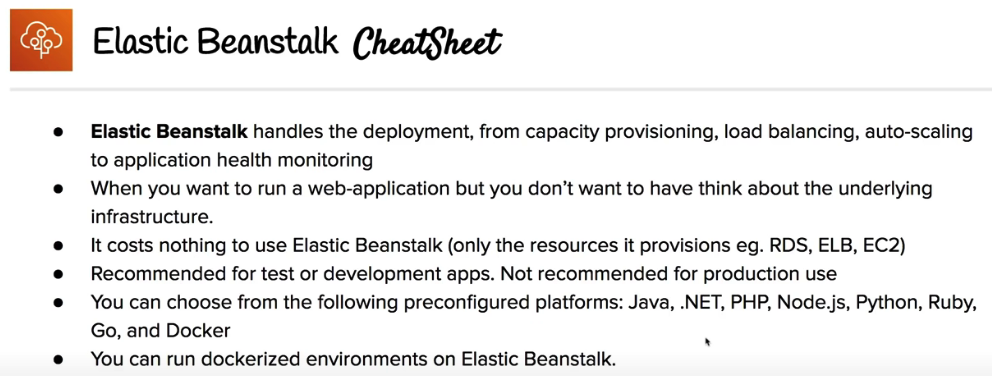 Elastic Beanstalk CheatSheet
● Elastic Beanstalk handles the deployment, from capacity provisioning, load balancing, auto-scaling
to application health monitoring
● When you want to run a web-application but you don't want to have think about the underlying
infrastructure.
● It costs nothing to use Elastic Beanstalk (only the resources it provisions eg. RDS, ELB, EC2)
● Recommended for test or development apps. Not recommended for production use
● You can choose from the following preconfigured platforms: Java, .NET, PHP, Node.js, Python, Ruby,
Go, and Docker
● You can run dockerized environments on Elastic Beanstalk.